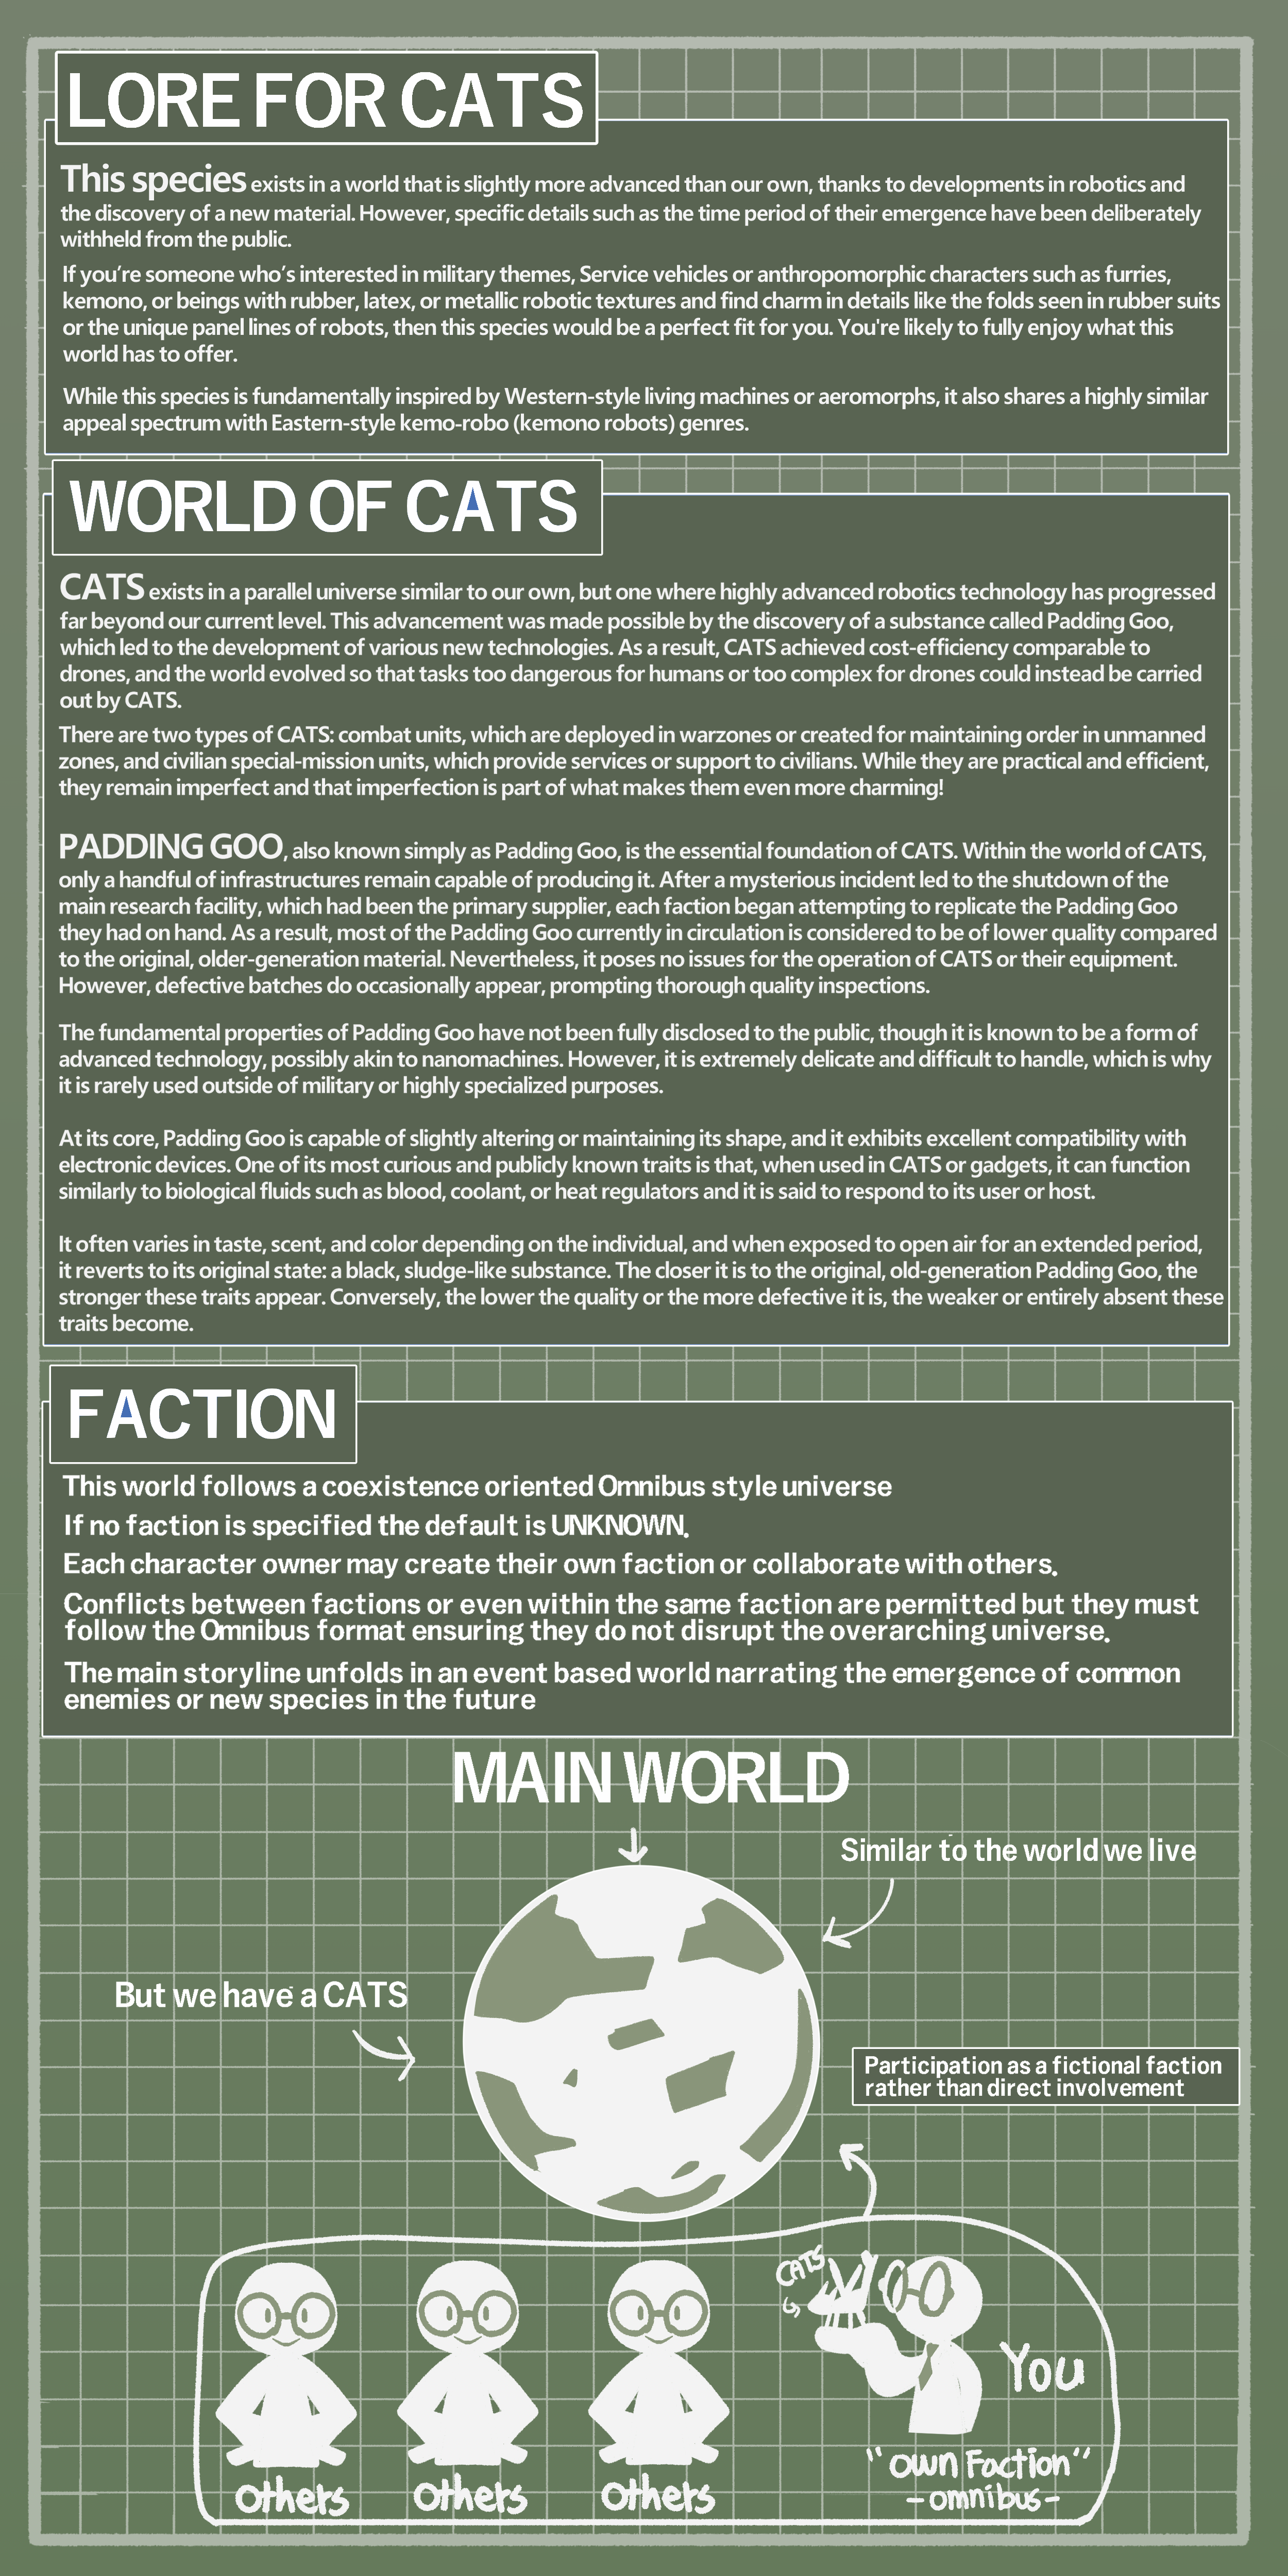 LORE FOR CATS
This species exists in a world that is slightly more advanced than our own, thanks to developments in robotics and
the discovery of a new material. However, specific details such as the time period of their emergence have been deliberately
withheld from the public.
If you're someone who's interested in military themes, Service vehicles or anthropomorphic characters such as furries,
kemono, or beings with rubber, latex, or metallic robotic textures and find charm in details like the folds seen in rubber suits
or the unique panel lines of robots, then this species would be a perfect fit for you. You're likely to fully enjoy what this
world has to offer.
While this species is fundamentally inspired by Western-style living machines or aeromorphs, it also shares a highly similar
appeal spectrum with Eastern-style kemo-robo (kemono robots) genres.
WORLD OF CATS
CATS exists in a parallel universe similar to our own, but one where highly advanced robotics technology has progressed
far beyond our current level. This advancement was made possible by the discovery of a substance called Padding Goo,
which led to the development of various new technologies. As a result, CATS achieved cost-efficiency comparable to
drones, and the world evolved so that tasks too dangerous for humans or too complex for drones could instead be carried
out by CATS.
There are two types of CATS: combat units, which are deployed in warzones or created for maintaining order in unmanned
zones, and civilian special-mission units, which provide services or support to civilians. While they are practical and efficient,
they remain imperfect and that imperfection is part of what makes them even more charming!
PADDING GOO, also known simply as Padding Goo, is the essential foundation of CATS. Within the world of CATS,
only a handful of infrastructures remain capable of producing it. After a mysterious incident led to the shutdown of the
main research facility, which had been the primary supplier, each faction began attempting to replicate the Padding Goo
they had on hand. As a result, most of the Padding Goo currently in circulation is considered to be of lower quality compared
to the original, older-generation material. Nevertheless, it poses no issues for the operation of CATS or their equipment.
However, defective batches do occasionally appear, prompting thorough quality inspections.
The fundamental properties of Padding Goo have not been fully disclosed to the public, though it is known to be a form of
advanced technology, possibly akin to nanomachines. However, it is extremely delicate and difficult to handle, which is why
it is rarely used outside of military or highly specialized purposes.
At its core, Padding Goo is capable of slightly altering or maintaining its shape, and it exhibits excellent compatibility with
electronic devices. One of its most curious and publicly known traits is that, when used in CATS or gadgets, it can function
similarly to biological fluids such as blood, coolant, or heat regulators and it is said to respond to its user or host.
It often varies in taste, scent, and color depending on the individual, and when exposed to open air for an extended period,
it reverts to its original state: a black, sludge-like substance. The closer it is to the original, old-generation Padding Goo, the
stronger these traits appear. Conversely, the lower the quality or the more defective it is, the weaker or entirely absent these
traits become.
FACTION
This world follows a coexistence oriented Omnibus style universe
If no faction is specified the default is UNKNOWN.
Each character owner may create their own faction or collaborate with others.
Conflicts between factions or even within the same faction are permitted but they must
follow the Omnibus format ensuring they do not disrupt the overarching universe.
The main storyline unfolds in an event based world narrating the emergence of common
enemies or new species in the future
MAIN WORLD
Similar to the world we live
But we have a CATS
Participation as a fictional faction
rather than direct involvement
CATS
You
Others
Others
Others
"Own Faction"
-omnibus-